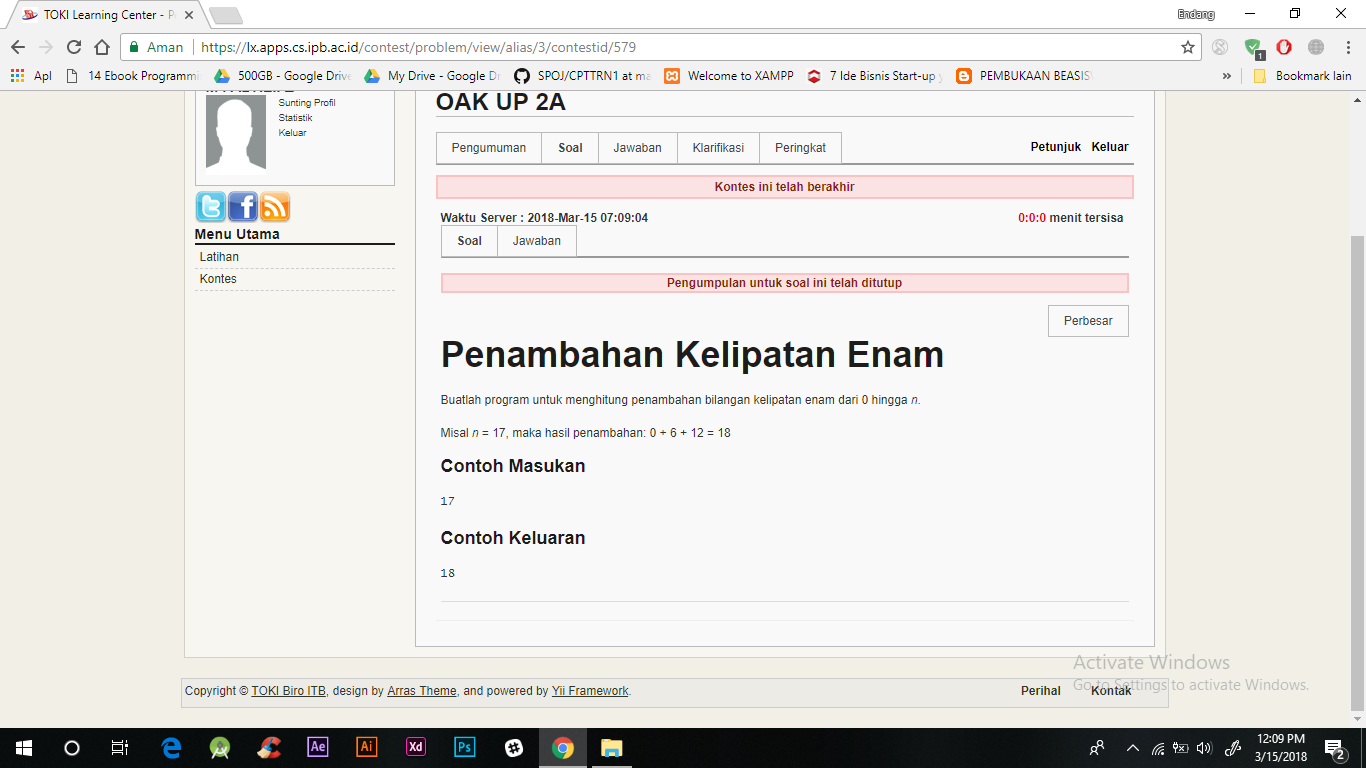 TOKI Learning Center - P
Endang
Aman
https://lx.apps.cs.ipb.ac.id/contest/problem/view/alias/3/contestid/579
1
Apl
14 Ebook Programmi
500GB - Google Drive
My Drive - Google D
SPOJ/CPTTRN1 at ma
Welcome to XAMPP
7 Ide Bisnis Start-up
PEMBUKAAN BEASIS
»
Bookmark lain
Sunting Profil
Statistik
Keluar
Menu Utama
Latihan
Kontes
OAK UP 2A
Pengumuman
Soal
Jawaban
Klarifikasi
Peringkat
Petunjuk Keluar
Kontes ini telah berakhir
Waktu Server : 2018-Mar-15 07:09:04
0:0:0 menit tersisa
Soal
Jawaban
Pengumpulan untuk soal ini telah ditutup
Perbesar
Penambahan Kelipatan Enam
Buatlah program untuk menghitung penambahan bilangan kelipatan enam dari 0 hingga n.
Misal n = 17, maka hasil penambahan: 0 + 6 + 12 = 18
Contoh Masukan
17
Contoh Keluaran
18
Copyright © TOKI Biro ITB, design by Arras Theme, and powered by Yii Framework.
Perihal
Kontak
Activate Windows
Go to Settings to activate Windows.
Ae
Ai
Xd
Ps
12:09 PM
3/15/2018
2